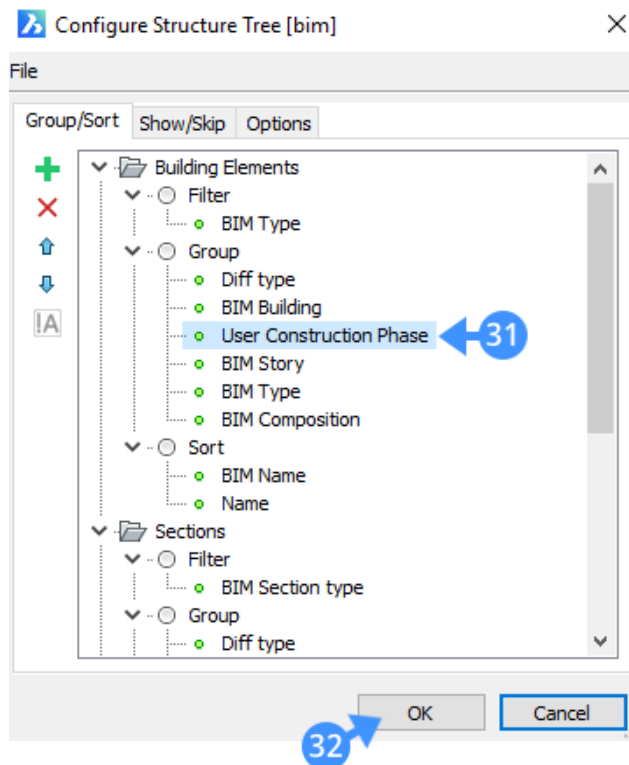 Configure Structure Tree [bim]
File
Group/Sort Show/Skip Options
Building Elements
Filter
BIM Type
Group
Diff type
BIM Building
User Construction Phase 31
BIM Story
BIM Type
BIM Composition
Sort
BIM Name
Name
Sections
Filter
BIM Section type
Group
Diff type
!A
OK Cancel
32